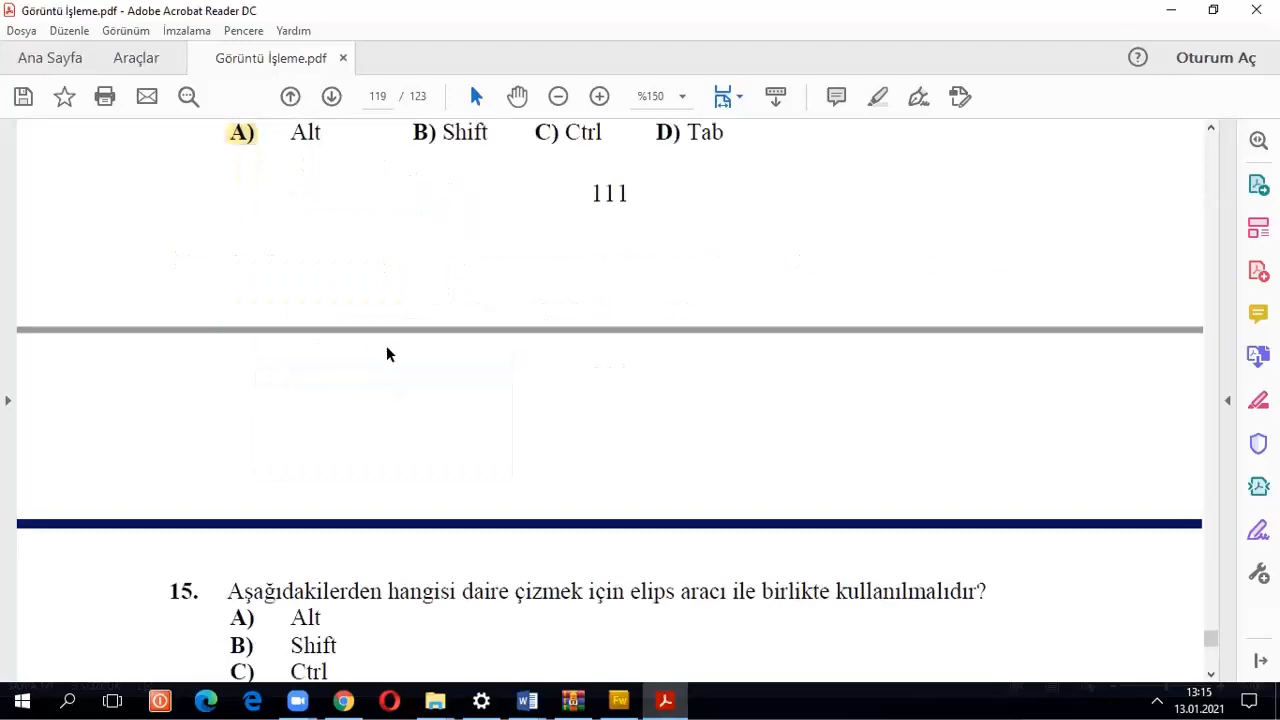 Görüntü İşleme.pdf - Adobe Acrobat Reader DC
Dosya Düzenle Görünüm İmzalama Pencere Yardım
Ana Sayfa Araçlar Görüntü İşleme.pdf × Oturum Aç
119 / 123 %150
A) Alt B) Shift C) Ctrl D) Tab
111
15. Aşağıdakilerden hangisi daire çizmek için elips aracı ile birlikte kullanılmalıdır?
A) Alt
B) Shift
C) Ctrl
13:15
13.01.2021